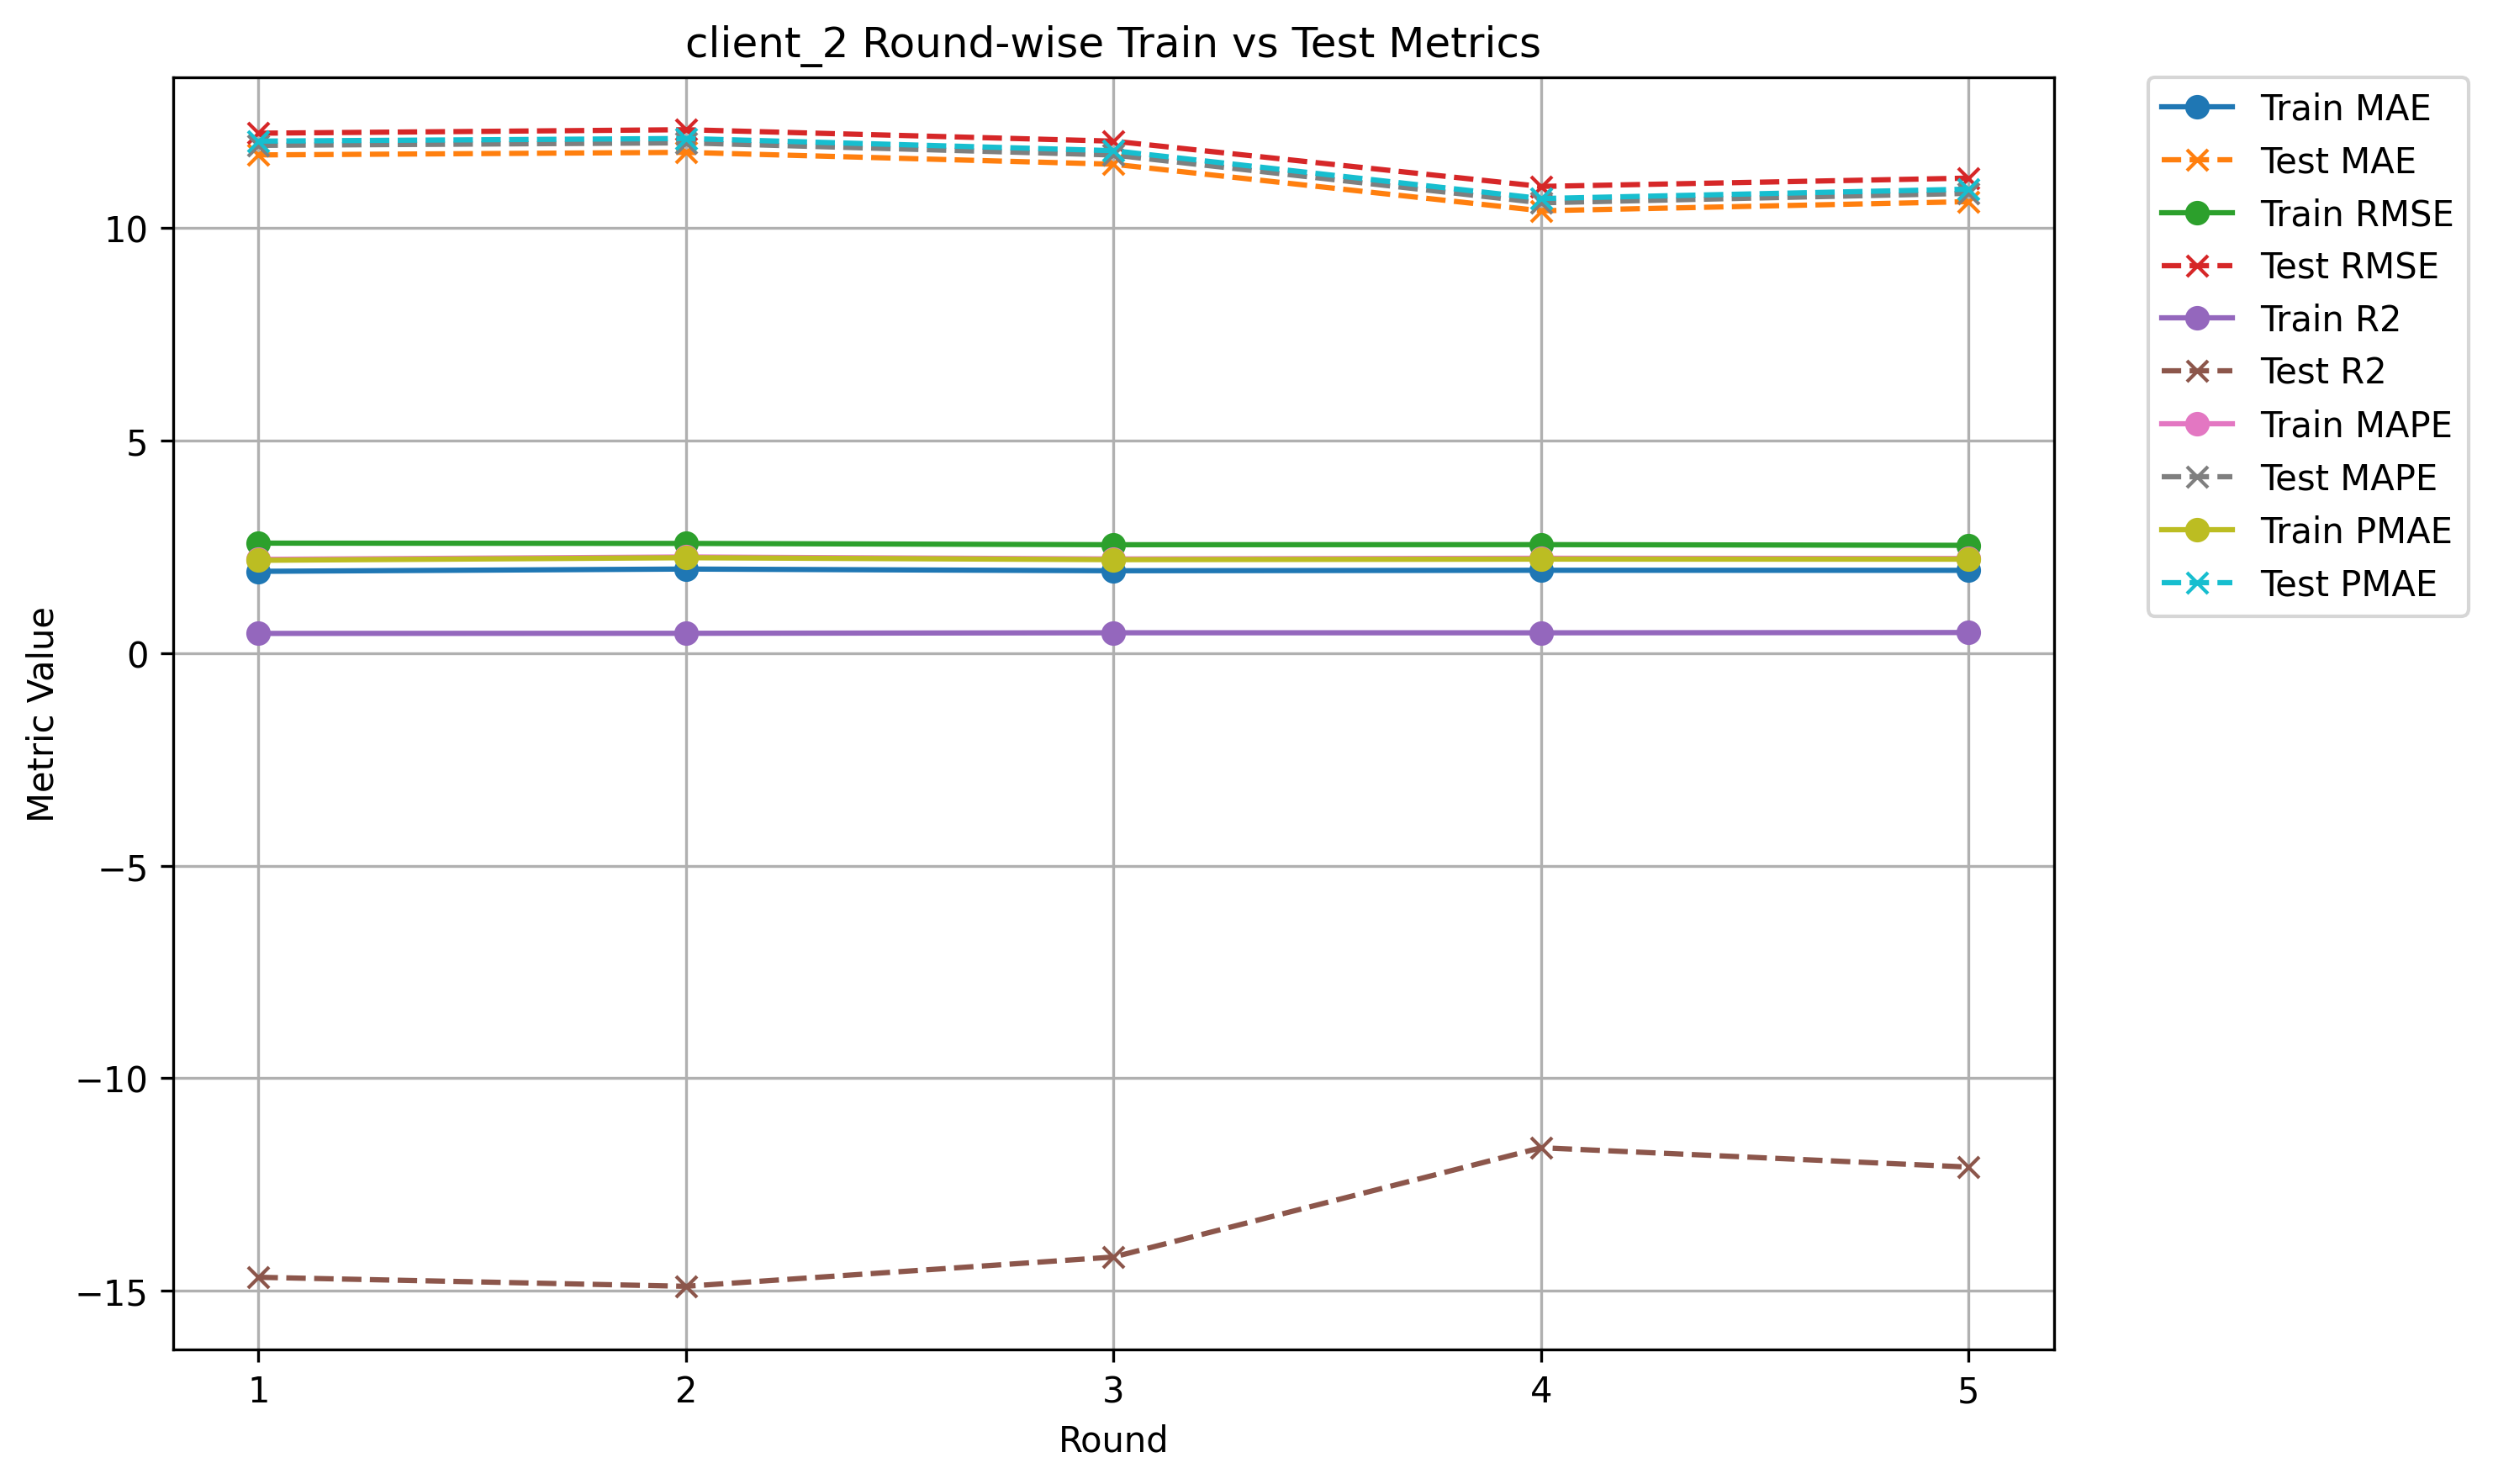 client_2 Round-wise Train vs Test Metrics
Metric Value
10
5
0
−5
−10
−15
1
2
3
4
5
Round
Train MAE
Test MAE
Train RMSE
Test RMSE
Train R2
Test R2
Train MAPE
Test MAPE
Train PMAE
Test PMAE